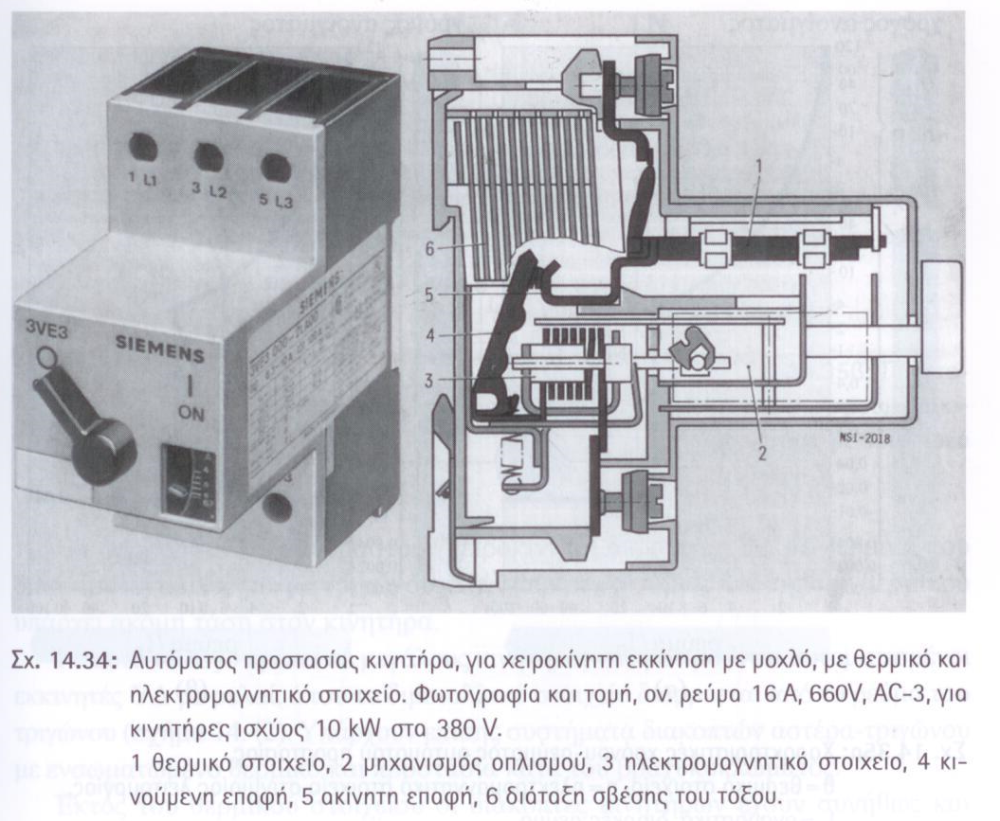 1 L1
3 L2
5 L3
SIEMENS
3VE3
SIEMENS
I
ON
1
6
5
4
3
2
NSI-2018
Σχ. 14.34: Αυτόματος προστασίας κινητήρα, για χειροκίνητη εκκίνηση με μοχλό, με θερμικό και
ηλεκτρομαγνητικό στοιχείο. Φωτογραφία και τομή, ον. ρεύμα 16 Α, 660V, AC-3, για
κινητήρες ισχύος 10 kW στα 380 V.
1 θερμικό στοιχείο, 2 μηχανισμός οπλισμού, 3 ηλεκτρομαγνητικό στοιχείο, 4 κι-
νούμενη επαφή, 5 ακίνητη επαφή, 6 διάταξη σβέσης του τόξου.